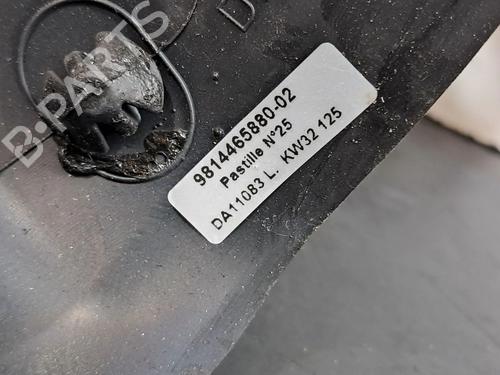 D
B-PARTS
9814465880-02
Pastille N°25
DA11083 L. KW32 125